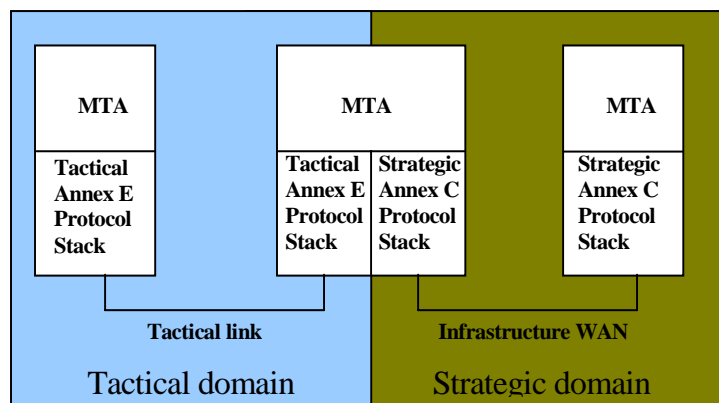 MTA
MTA
MTA
Tactical
Annex E
Protocol
Stack
Tactical
Annex E
Protocol
Stack
Strategic
Annex C
Protocol
Stack
Strategic
Annex C
Protocol
Stack
Tactical link
Infrastructure WAN
Tactical domain
Strategic domain